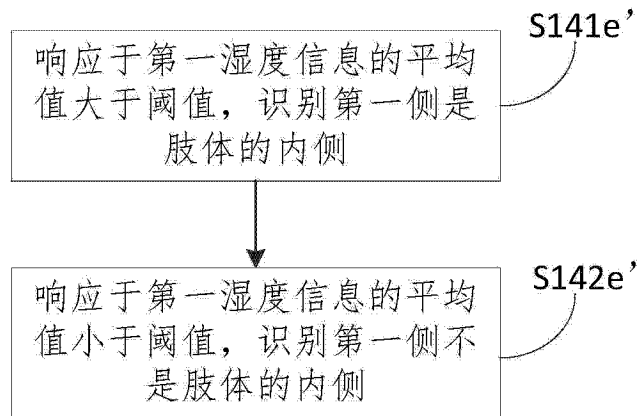 S141e’
响应于第一湿度信息的平均
值大于阈值，识别第一侧是
肢体的内侧
S142e’
响应于第一湿度信息的平均
值小于阈值，识别第一侧不
是肢体的内侧